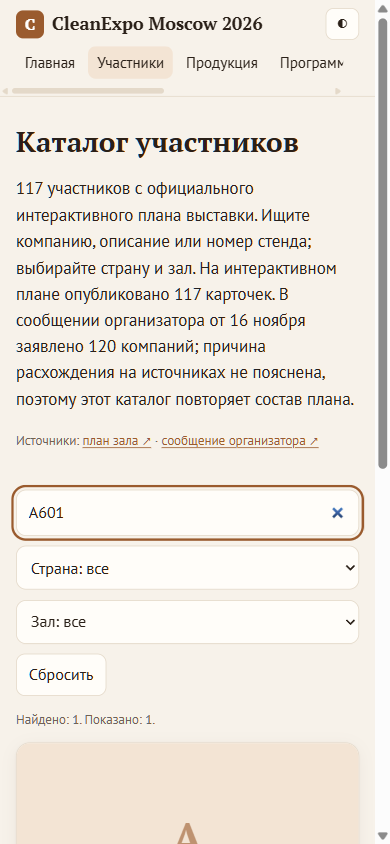 C CleanExpo Moscow 2026
Главная Участники Продукция Программ
Каталог участников
117 участников с официального
интерактивного плана выставки. Ищите
компанию, описание или номер стенда;
выбирайте страну и зал. На интерактивном
плане опубликовано 117 карточек. В
сообщении организатора от 16 ноября
заявлено 120 компаний; причина
расхождения на источниках не пояснена,
поэтому этот каталог повторяет состав плана.
Источники: план зала ↗ · сообщение организатора ↗
A601
Страна: все
Зал: все
Сбросить
Найдено: 1. Показано: 1.
A